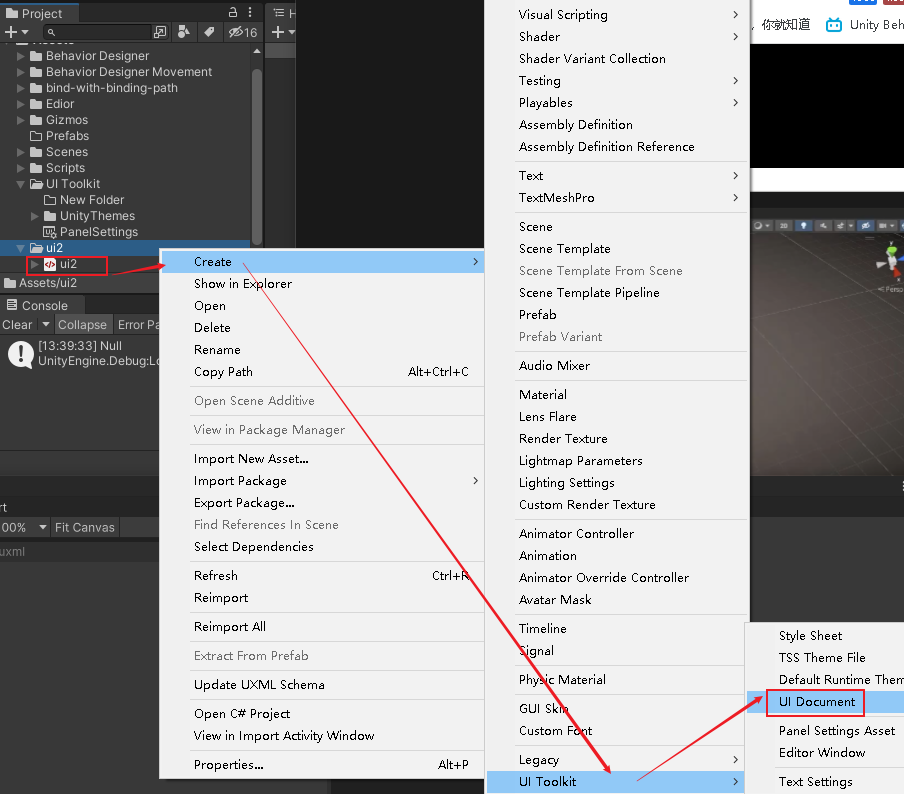 Project
16
Assets
Behavior Designer
Behavior Designer Movement
bind-with-binding-path
Edior
Gizmos
Prefabs
Scenes
Scripts
UI Toolkit
New Folder
UnityThemes
PanelSettings
ui2
ui2
Assets/ui2
Console
Clear
Collapse
Error Pa
[13:39:33] Null
UnityEngine.Debug:Lo
rt
00%
Fit Canvas
uxml
H
Create
Show in Explorer
Open
Delete
Rename
Copy Path Alt+Ctrl+C
Open Scene Additive
View in Package Manager
Import New Asset...
Import Package
Export Package...
Find References In Scene
Select Dependencies
Refresh Ctrl+R
Reimport
Reimport All
Extract From Prefab
Update UXML Schema
Open C# Project
View in Import Activity Window
Properties... Alt+P
Visual Scripting
Shader
Shader Variant Collection
Testing
Playables
Assembly Definition
Assembly Definition Reference
Text
TextMeshPro
Scene
Scene Template
Scene Template From Scene
Scene Template Pipeline
Prefab
Prefab Variant
Audio Mixer
Material
Lens Flare
Render Texture
Lightmap Parameters
Lighting Settings
Custom Render Texture
Animator Controller
Animation
Animator Override Controller
Avatar Mask
Timeline
Signal
Physic Material
GUI Skin
Custom Font
Legacy
UI Toolkit
Style Sheet
TSS Theme File
Default Runtime Them
UI Document
Panel Settings Asset
Editor Window
Text Settings
，你就知道
Unity Beh
2D
< Persp